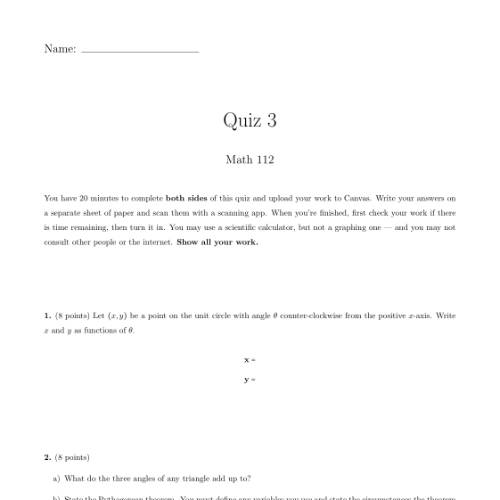 Name:
Quiz 3
Math 112
You have 20 minutes to complete both sides of this quiz and upload your work to Canvas. Write your answers on
a separate sheet of paper and scan them with a scanning app. When you're finished, first check your work if there
is time remaining, then turn it in. You may use a scientific calculator, but not a graphing one — and you may not
consult other people or the internet. Show all your work.
1. (8 points) Let (x, y) be a point on the unit circle with angle θ counter-clockwise from the positive x-axis. Write
x and y as functions of θ.
x =
y =
2. (8 points)
a) What do the three angles of any triangle add up to?
b) State the Pythagorean theorem. You must define any variables you use and state the circumstances the theorem